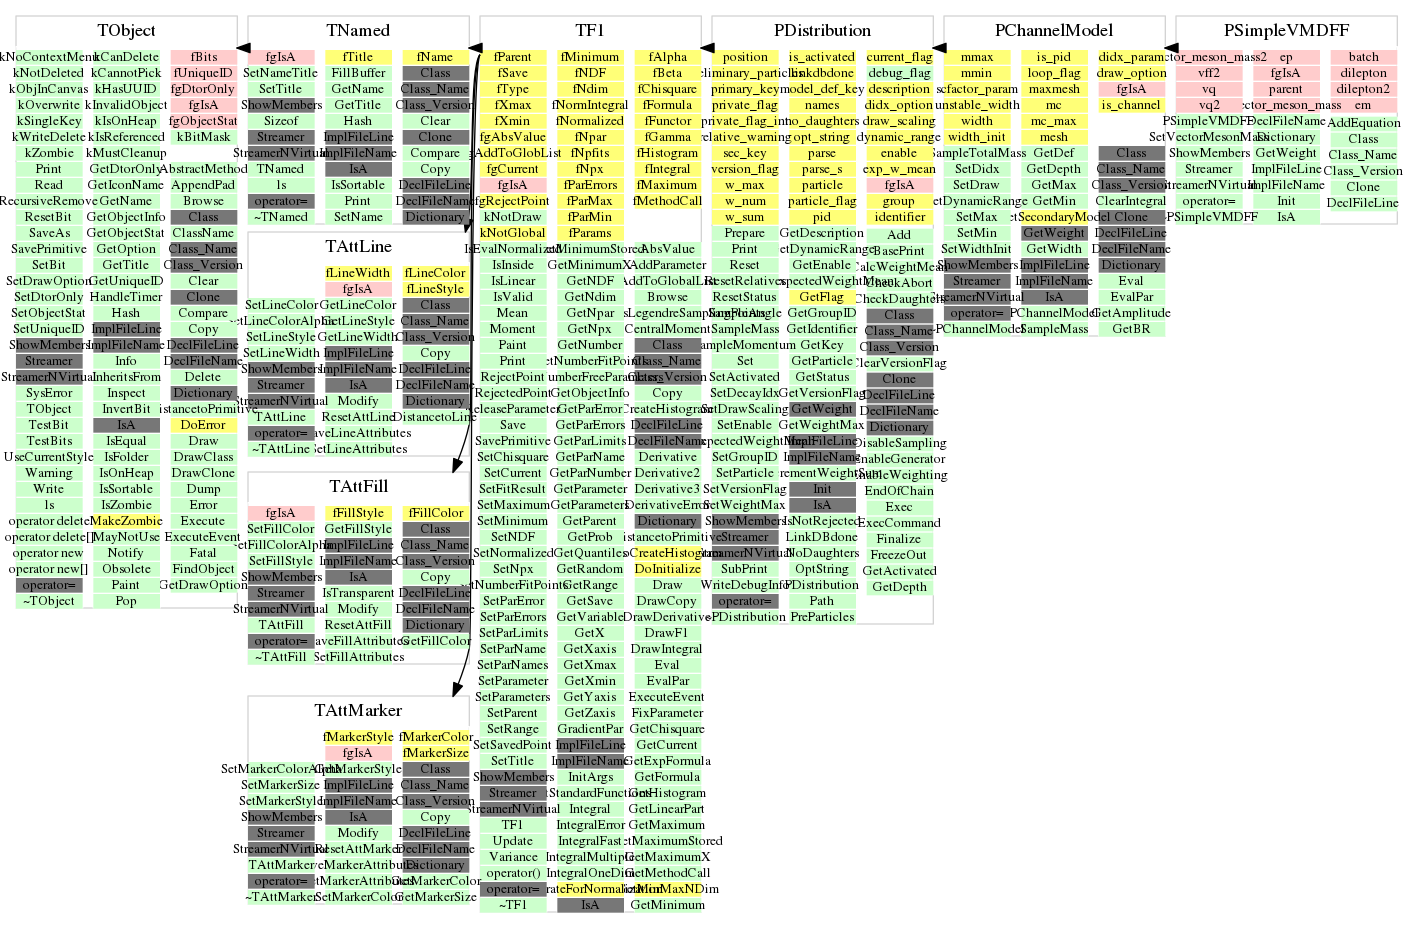 TObject
kNoContextMenu
kNotDeleted
kObjInCanvas
kOverwrite
kSingleKey
kWriteDelete
kZombie
Print
Read
RecursiveRemove
ResetBit
SaveAs
SavePrimitive
SetBit
SetDrawOption
SetDtorOnly
SetObjectStat
SetUniqueID
ShowMembers
Streamer
StreamerNVirtual
SysError
TObject
TestBit
TestBits
UseCurrentStyle
Warning
Write
ls
operator delete
operator delete[]
operator new
operator new[]
operator=
~TObject
kCanDelete
kCannotPick
kHasUUID
kInvalidObject
kIsOnHeap
kIsReferenced
kMustCleanup
GetDtorOnly
GetIconName
GetName
GetObjectInfo
GetObjectStat
GetOption
GetTitle
GetUniqueID
HandleTimer
Hash
ImplFileLine
ImplFileName
Info
InheritsFrom
Inspect
InvertBit
IsA
IsEqual
IsFolder
IsOnHeap
IsSortable
IsZombie
MakeZombie
MayNotUse
Notify
Obsolete
Paint
Pop
fBits
fUniqueID
fgDtorOnly
fgIsA
fgObjectStat
kBitMask
AbstractMethod
AppendPad
Browse
Class
ClassName
Class_Name
Class_Version
Clear
Clone
Compare
Copy
DeclFileLine
DeclFileName
Delete
Dictionary
DoError
Draw
DrawClass
DrawClone
Dump
Error
Execute
ExecuteEvent
Fatal
FindObject
GetDrawOption
TNamed
fgIsA
SetNameTitle
SetTitle
ShowMembers
Sizeof
Streamer
StreamerNVirtual
TNamed
ls
operator=
~TNamed
fTitle
FillBuffer
GetName
GetTitle
Hash
ImplFileLine
ImplFileName
IsA
IsSortable
Print
SetName
fName
Class
Class_Name
Class_Version
Clear
Clone
Compare
Copy
DeclFileLine
DeclFileName
Dictionary
TAttLine
SetLineColor
SetLineStyle
SetLineWidth
ShowMembers
Streamer
StreamerNVirtual
TAttLine
operator=
~TAttLine
fLineWidth
fgIsA
GetLineColor
GetLineStyle
GetLineWidth
ImplFileLine
ImplFileName
IsA
Modify
ResetAttLine
SetLineAttributes
fLineColor
fLineStyle
Class
Class_Name
Class_Version
Copy
DeclFileLine
DeclFileName
Dictionary
DistancetoLine
TAttFill
fgIsA
SetFillColor
SetFillStyle
ShowMembers
Streamer
StreamerNVirtual
TAttFill
operator=
~TAttFill
fFillStyle
GetFillStyle
ImplFileLine
ImplFileName
IsA
IsTransparent
Modify
ResetAttFill
SetFillAttributes
fFillColor
Class
Class_Name
Class_Version
Copy
DeclFileLine
DeclFileName
Dictionary
GetFillColor
TAttMarker
SetMarkerSize
SetMarkerStyle
ShowMembers
Streamer
StreamerNVirtual
TAttMarker
operator=
~TAttMarker
fMarkerStyle
fgIsA
GetMarkerStyle
ImplFileLine
ImplFileName
IsA
Modify
ResetAttMarker
SetMarkerColor
fMarkerColor
fMarkerSize
Class
Class_Name
Class_Version
Copy
DeclFileLine
DeclFileName
Dictionary
GetMarkerColor
GetMarkerSize
TF1
fParent
fSave
fType
fXmax
fXmin
fgAbsValue
fgAddToGlobList
fgCurrent
fgIsA
fgRejectPoint
kNotDraw
kNotGlobal
IsEvalNormalized
IsInside
IsLinear
IsValid
Mean
Moment
Paint
Print
RejectPoint
RejectedPoint
ReleaseParameter
Save
SavePrimitive
SetChisquare
SetCurrent
SetFitResult
SetMaximum
SetMinimum
SetNDF
SetNormalized
SetNpx
SetNumberFitPoints
SetParError
SetParErrors
SetParLimits
SetParName
SetParNames
SetParameter
SetParameters
SetParent
SetRange
SetSavedPoint
SetTitle
ShowMembers
Streamer
StreamerNVirtual
TF1
Update
Variance
operator()
operator=
~TF1
fMinimum
fNDF
fNdim
fNormIntegral
fNormalized
fNpar
fNpfits
fNpx
fParErrors
fParMax
fParMin
fParams
GetMinimumStored
GetMinimumX
GetNDF
GetNdim
GetNpar
GetNpx
GetNumber
GetNumberFitPoints
GetObjectInfo
GetParError
GetParErrors
GetParLimits
GetParName
GetParNumber
GetParameter
GetParameters
GetParent
GetProb
GetQuantiles
GetRandom
GetRange
GetSave
GetVariable
GetX
GetXaxis
GetXmax
GetXmin
GetYaxis
GetZaxis
GradientPar
ImplFileLine
ImplFileName
InitArgs
Integral
IntegralError
IntegralFast
IntegralMultiple
IntegralOneDim
IsA
fAlpha
fBeta
fChisquare
fFormula
fFunctor
fGamma
fHistogram
fIntegral
fMaximum
fMethodCall
AbsValue
AddParameter
AddToGlobalList
Browse
CentralMoment
Class
Class_Name
Class_Version
Copy
CreateHistogram
DeclFileLine
DeclFileName
Derivative
Derivative2
Derivative3
DerivativeError
Dictionary
DistancetoPrimitive
DoCreateHistogram
DoInitialize
Draw
DrawCopy
DrawDerivative
DrawF1
DrawIntegral
Eval
EvalPar
ExecuteEvent
FixParameter
GetChisquare
GetCurrent
GetExpFormula
GetFormula
GetHistogram
GetLinearPart
GetMaximum
GetMaximumStored
GetMaximumX
GetMethodCall
GetMinMaxNDim
GetMinimum
PDistribution
position
primary_key
private_flag
sec_key
version_flag
w_max
w_num
w_sum
Prepare
Print
Reset
ResetRelatives
ResetStatus
SampleMass
SampleMomentum
Set
SetActivated
SetDecayIdx
SetDrawScaling
SetEnable
SetGroupID
SetParticle
SetVersionFlag
SetWeightMax
ShowMembers
Streamer
StreamerNVirtual
SubPrint
WriteDebugInfo
operator=
~PDistribution
is_activated
linkdbdone
model_def_key
names
no_daughters
opt_string
parse
parse_s
particle
particle_flag
pid
GetDescription
GetDynamicRange
GetEnable
GetFlag
GetGroupID
GetIdentifier
GetKey
GetParticle
GetStatus
GetVersionFlag
GetWeight
GetWeightMax
ImplFileLine
ImplFileName
Init
IsA
IsNotRejected
LinkDBdone
NoDaughters
OptString
PDistribution
Path
PreParticles
current_flag
debug_flag
description
didx_option
draw_scaling
dynamic_range
enable
exp_w_mean
fgIsA
group
identifier
Add
BasePrint
CalcWeightMean
CheckAbort
CheckDaughters
Class
Class_Name
Class_Version
ClearVersionFlag
Clone
DeclFileLine
DeclFileName
Dictionary
DisableSampling
EnableGenerator
EnableWeighting
EndOfChain
Exec
ExecCommand
Finalize
FreezeOut
GetActivated
GetDepth
PChannelModel
mmax
mmin
scfactor_param
unstable_width
width
width_init
SampleTotalMass
SetDidx
SetDraw
SetDynamicRange
SetMax
SetMin
SetWidthInit
ShowMembers
Streamer
StreamerNVirtual
operator=
~PChannelModel
is_pid
loop_flag
maxmesh
mc
mc_max
mesh
GetDef
GetDepth
GetMax
GetMin
GetSecondaryModel
GetWeight
GetWidth
ImplFileLine
ImplFileName
IsA
PChannelModel
SampleMass
didx_param
draw_option
fgIsA
is_channel
Class
Class_Name
Class_Version
ClearIntegral
Clone
DeclFileLine
DeclFileName
Dictionary
Eval
EvalPar
GetAmplitude
GetBR
PSimpleVMDFF
vector_meson_mass2
vff2
vq
vq2
PSimpleVMDFF
SetVectorMesonMass
ShowMembers
Streamer
StreamerNVirtual
operator=
~PSimpleVMDFF
ep
fgIsA
parent
vector_meson_mass
DeclFileName
Dictionary
GetWeight
ImplFileLine
ImplFileName
Init
IsA
batch
dilepton
dilepton2
em
AddEquation
Class
Class_Name
Class_Version
Clone
DeclFileLine